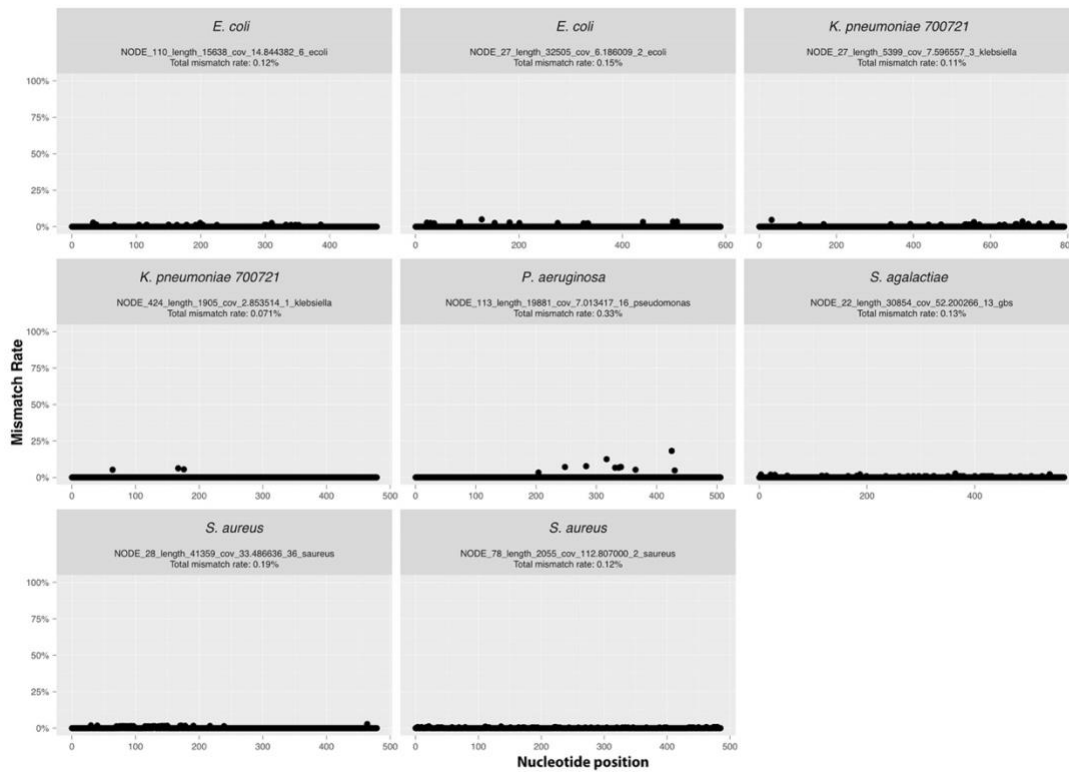 E. coli
NODE_110_length_15638_cov_14.844382_6_ecoli
Total mismatch rate: 0.12%
E. coli
NODE_27_length_32505_cov_6.186009_2_ecoli
Total mismatch rate: 0.15%
K. pneumoniae 700721
NODE_27_length_5399_cov_7.596557_3_klebsiella
Total mismatch rate: 0.11%
100%
75%
50%
25%
0%
0 100 200 300 400
0 200 400 600
0 200 400 600 80
K. pneumoniae 700721
NODE_424_length_1905_cov_2.853514_1_klebsiella
Total mismatch rate: 0.071%
P. aeruginosa
NODE_113_length_19881_cov_7.013417_16_pseudomonas
Total mismatch rate: 0.33%
S. agalactiae
NODE_22_length_30854_cov_52.200266_13_gbs
Total mismatch rate: 0.13%
Mismatch Rate
100%
75%
50%
25%
0%
0 100 200 300 400 500
0 100 200 300 400 500
0 200 400
S. aureus
NODE_28_length_41359_cov_33.486636_36_saureus
Total mismatch rate: 0.19%
S. aureus
NODE_78_length_2055_cov_112.807000_2_saureus
Total mismatch rate: 0.12%
100%
75%
50%
25%
0%
0 100 200 300 400 500
0 100 200 300 400 500
Nucleotide position